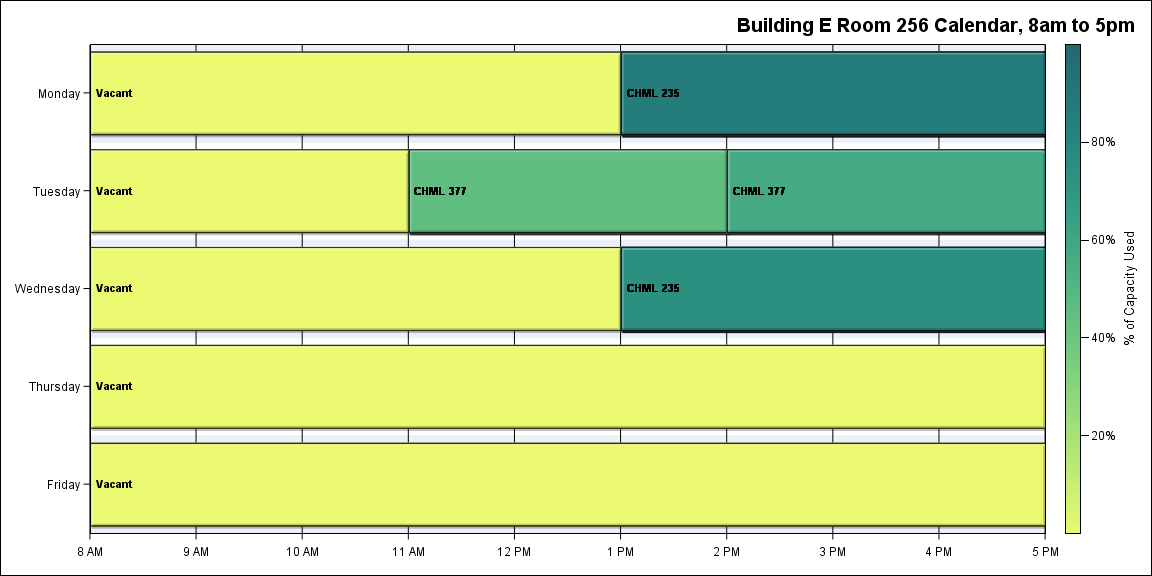 Building E Room 256 Calendar, 8am to 5pm
Monday
Vacant
CHML 235
Tuesday
Vacant
CHML 377
CHML 377
Wednesday
Vacant
CHML 235
Thursday
Vacant
Friday
Vacant
8 AM
9 AM
10 AM
11 AM
12 PM
1 PM
2 PM
3 PM
4 PM
5 PM
80%
60%
40%
20%
% of Capacity Used